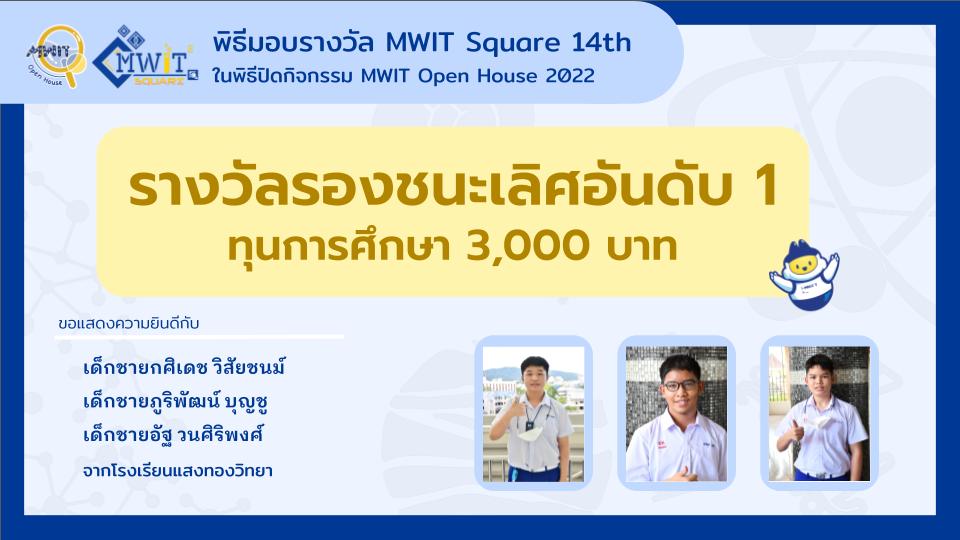 พิธีมอบรางวัล MWIT Square 14th
ในพิธีปิดกิจกรรม MWIT Open House 2022
MWIT
Open House
MWIT
SQUARE
รางวัลรองชนะเลิศอันดับ 1
ทุนการศึกษา 3,000 บาท
ขอแสดงความยินดีกับ
เด็กชายกศิเดช วิสัยชนม์
เด็กชายภูริพัฒน์ บุญชู
เด็กชายอัฐ วนศิริพงศ์
จากโรงเรียนแสงทองวิทยา